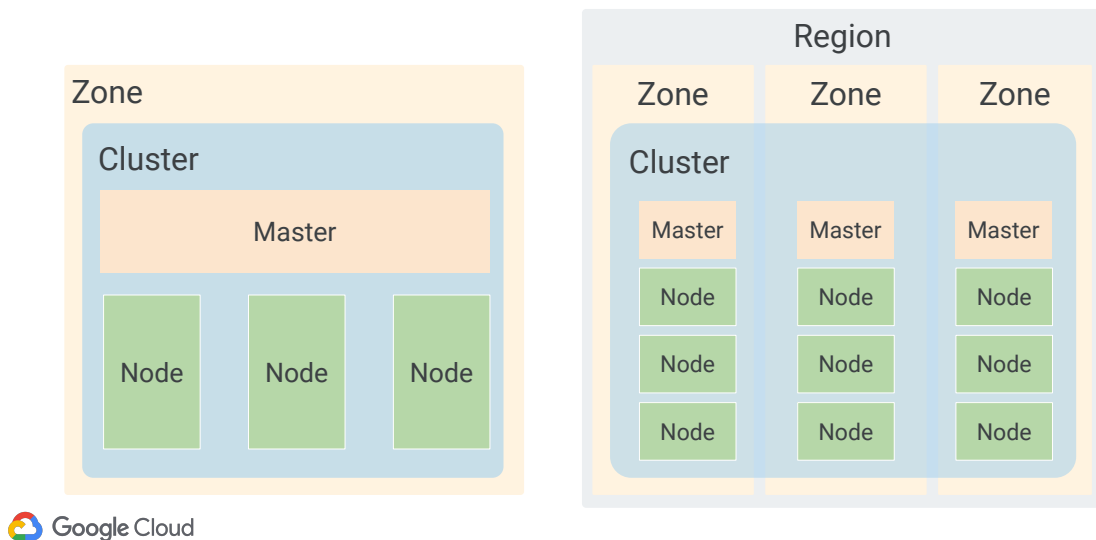 Zone
Cluster
Master
Node Node Node
Region
Zone Zone Zone
Cluster
Master Master Master
Node Node Node
Node Node Node
Node Node Node
Google Cloud